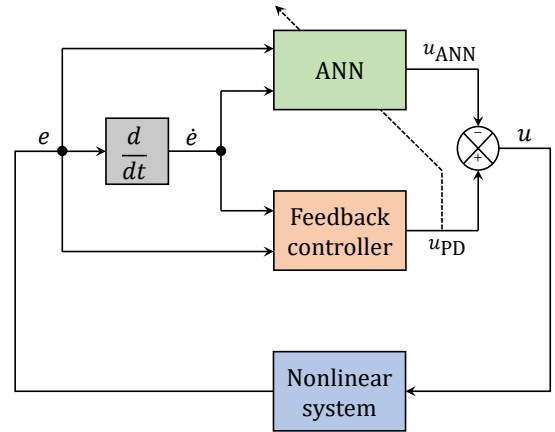 ANN
u_ANN
e
d
dt
ė
−
+
u
Feedback
controller
u_PD
Nonlinear
system